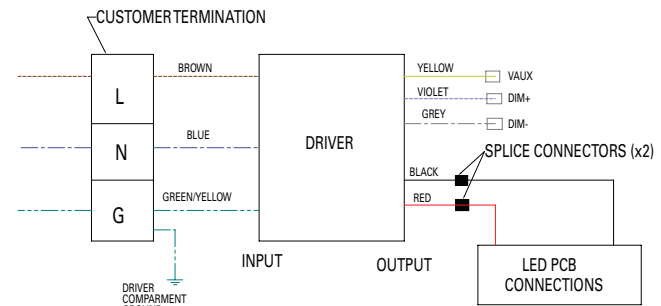 CUSTOMER TERMINATION
BROWN
YELLOW
VAUX
VIOLET
DIM+
L
GREY
DIM-
BLUE
DRIVER
N
SPLICE CONNECTORS (x2)
BLACK
GREEN/YELLOW
RED
G
INPUT
OUTPUT
LED PCB
CONNECTIONS
DRIVER
COMPARMENT
GROUND